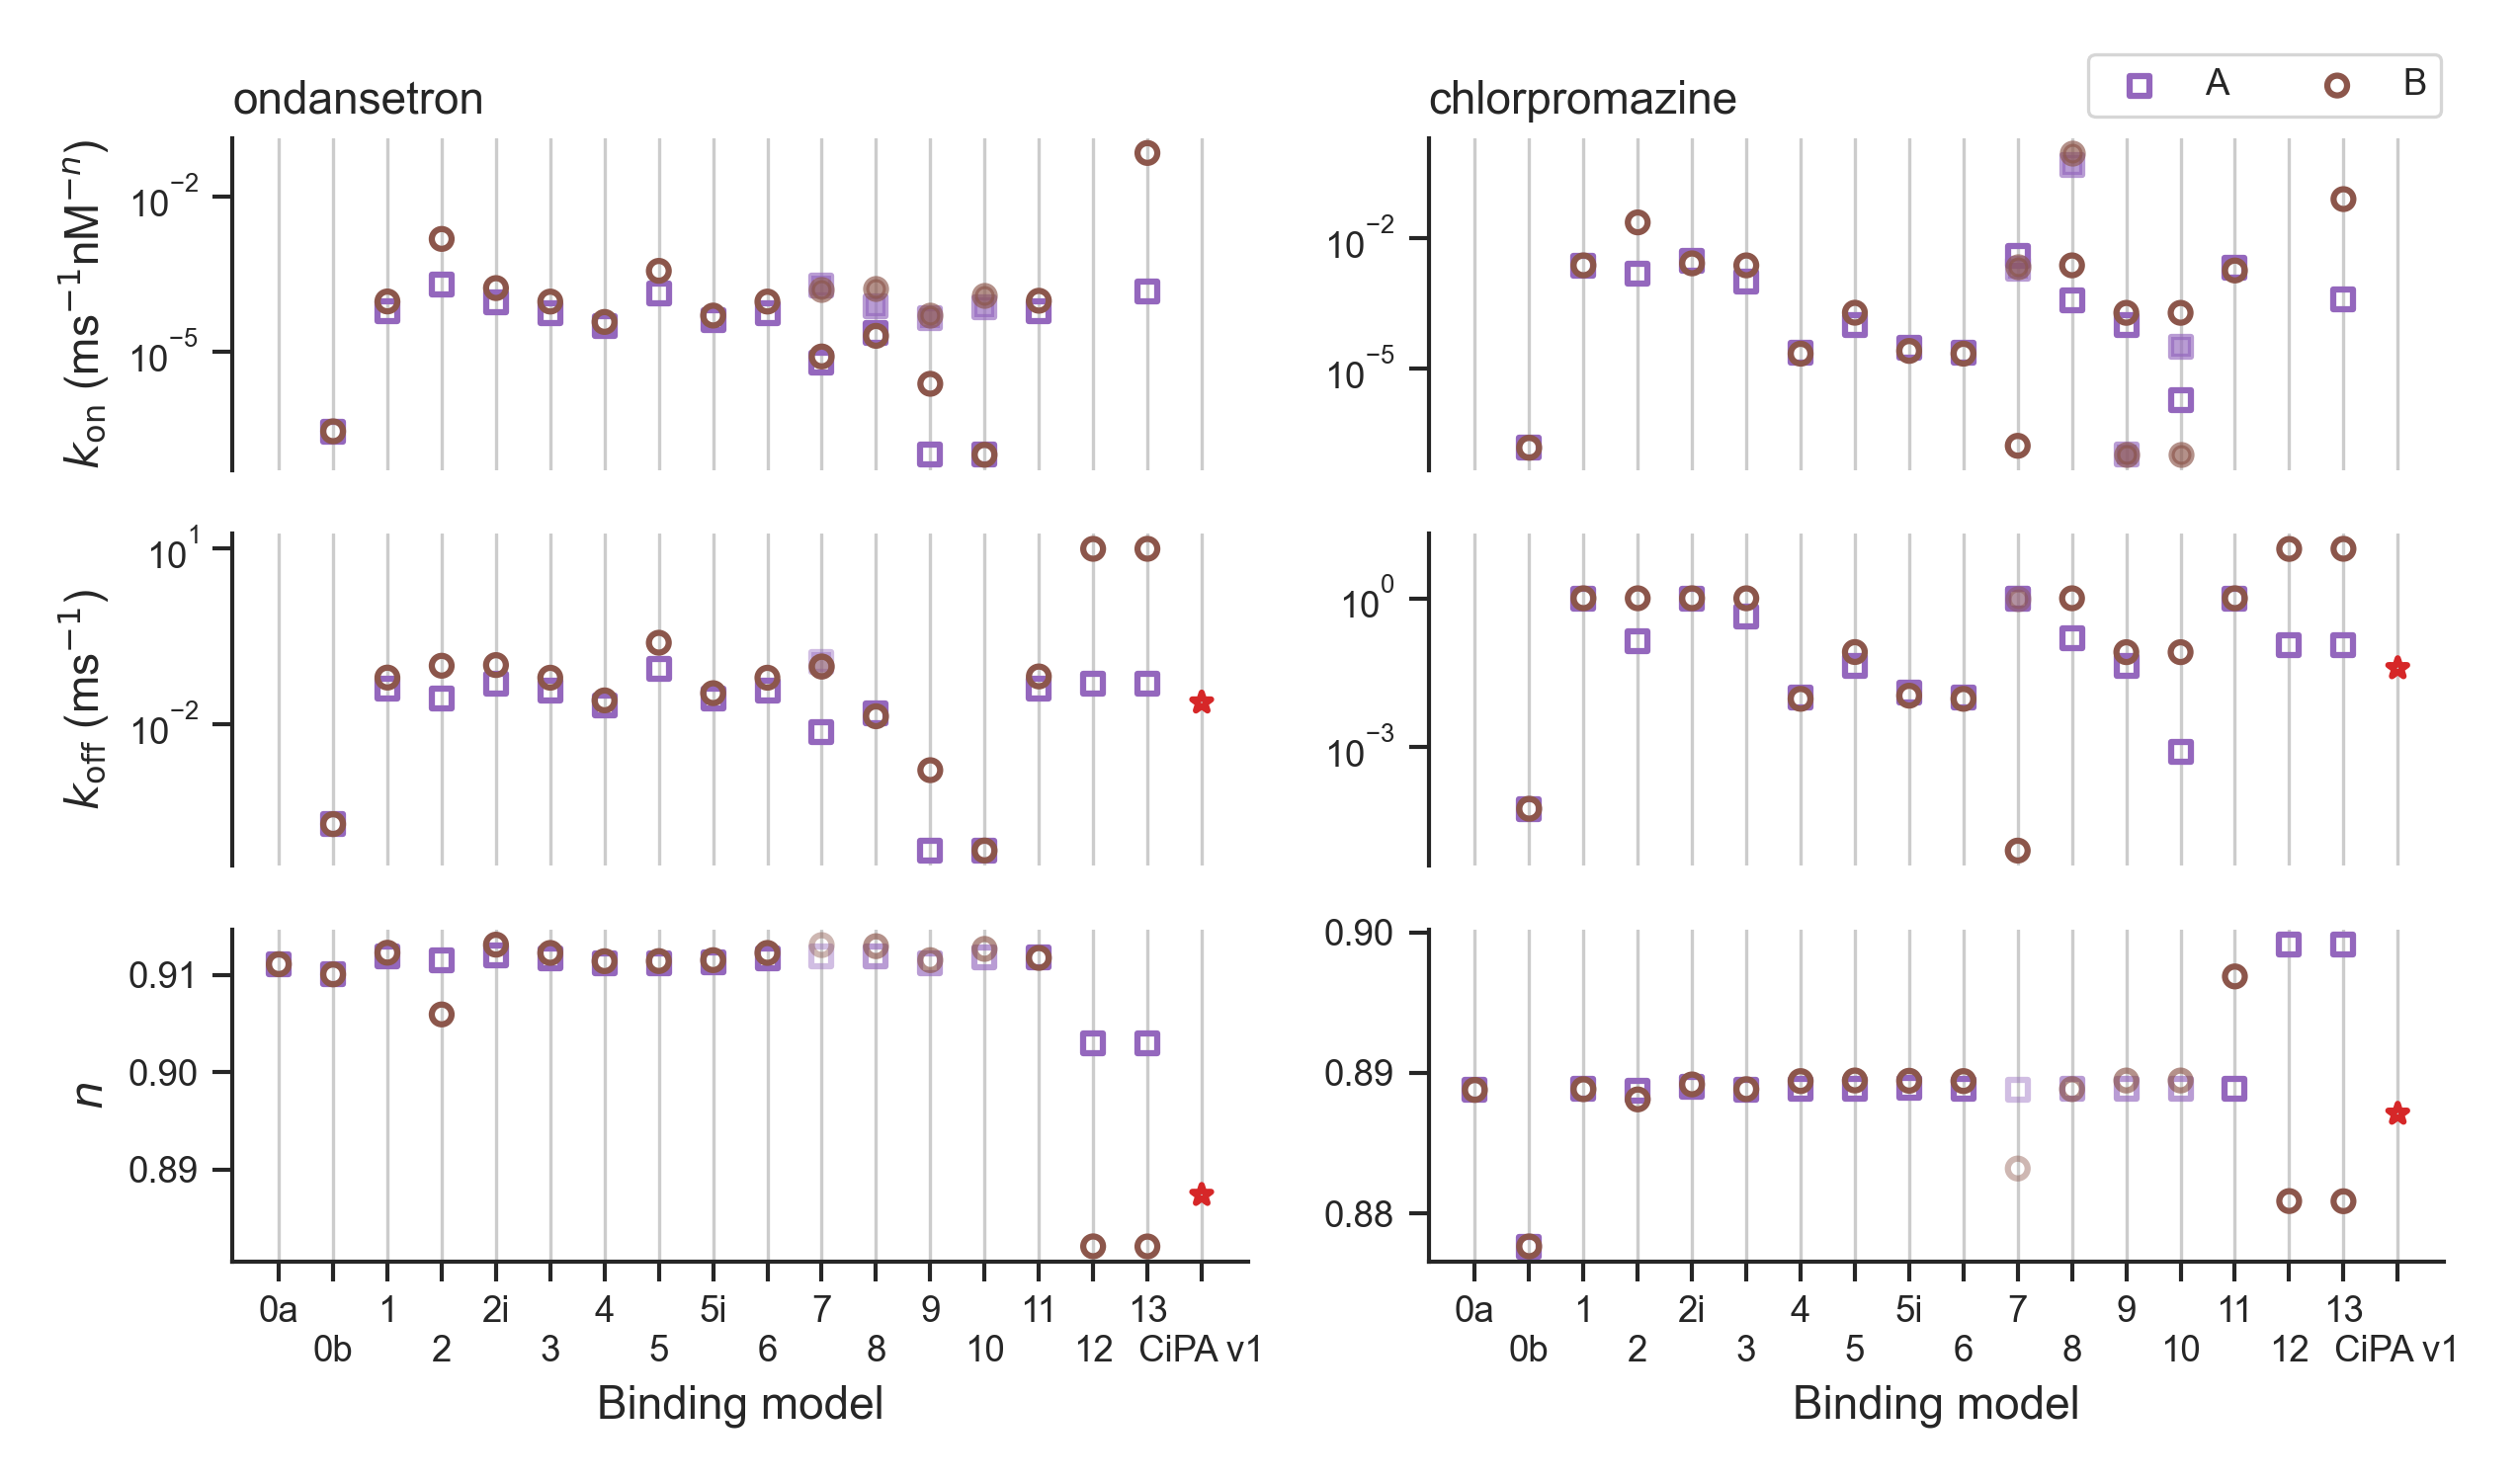 A B
ondansetron chlorpromazine
k_on (ms⁻¹nM⁻ⁿ)
10⁻²
10⁻⁵
10⁻²
10⁻⁵
k_off (ms⁻¹)
10¹
10⁻²
10⁰
10⁻³
n
0.91
0.90
0.89
0.90
0.89
0.88
0a 1 2i 4 5i 7 9 11 13
0b 2 3 5 6 8 10 12 CiPA v1
Binding model
0a 1 2i 4 5i 7 9 11 13
0b 2 3 5 6 8 10 12 CiPA v1
Binding model